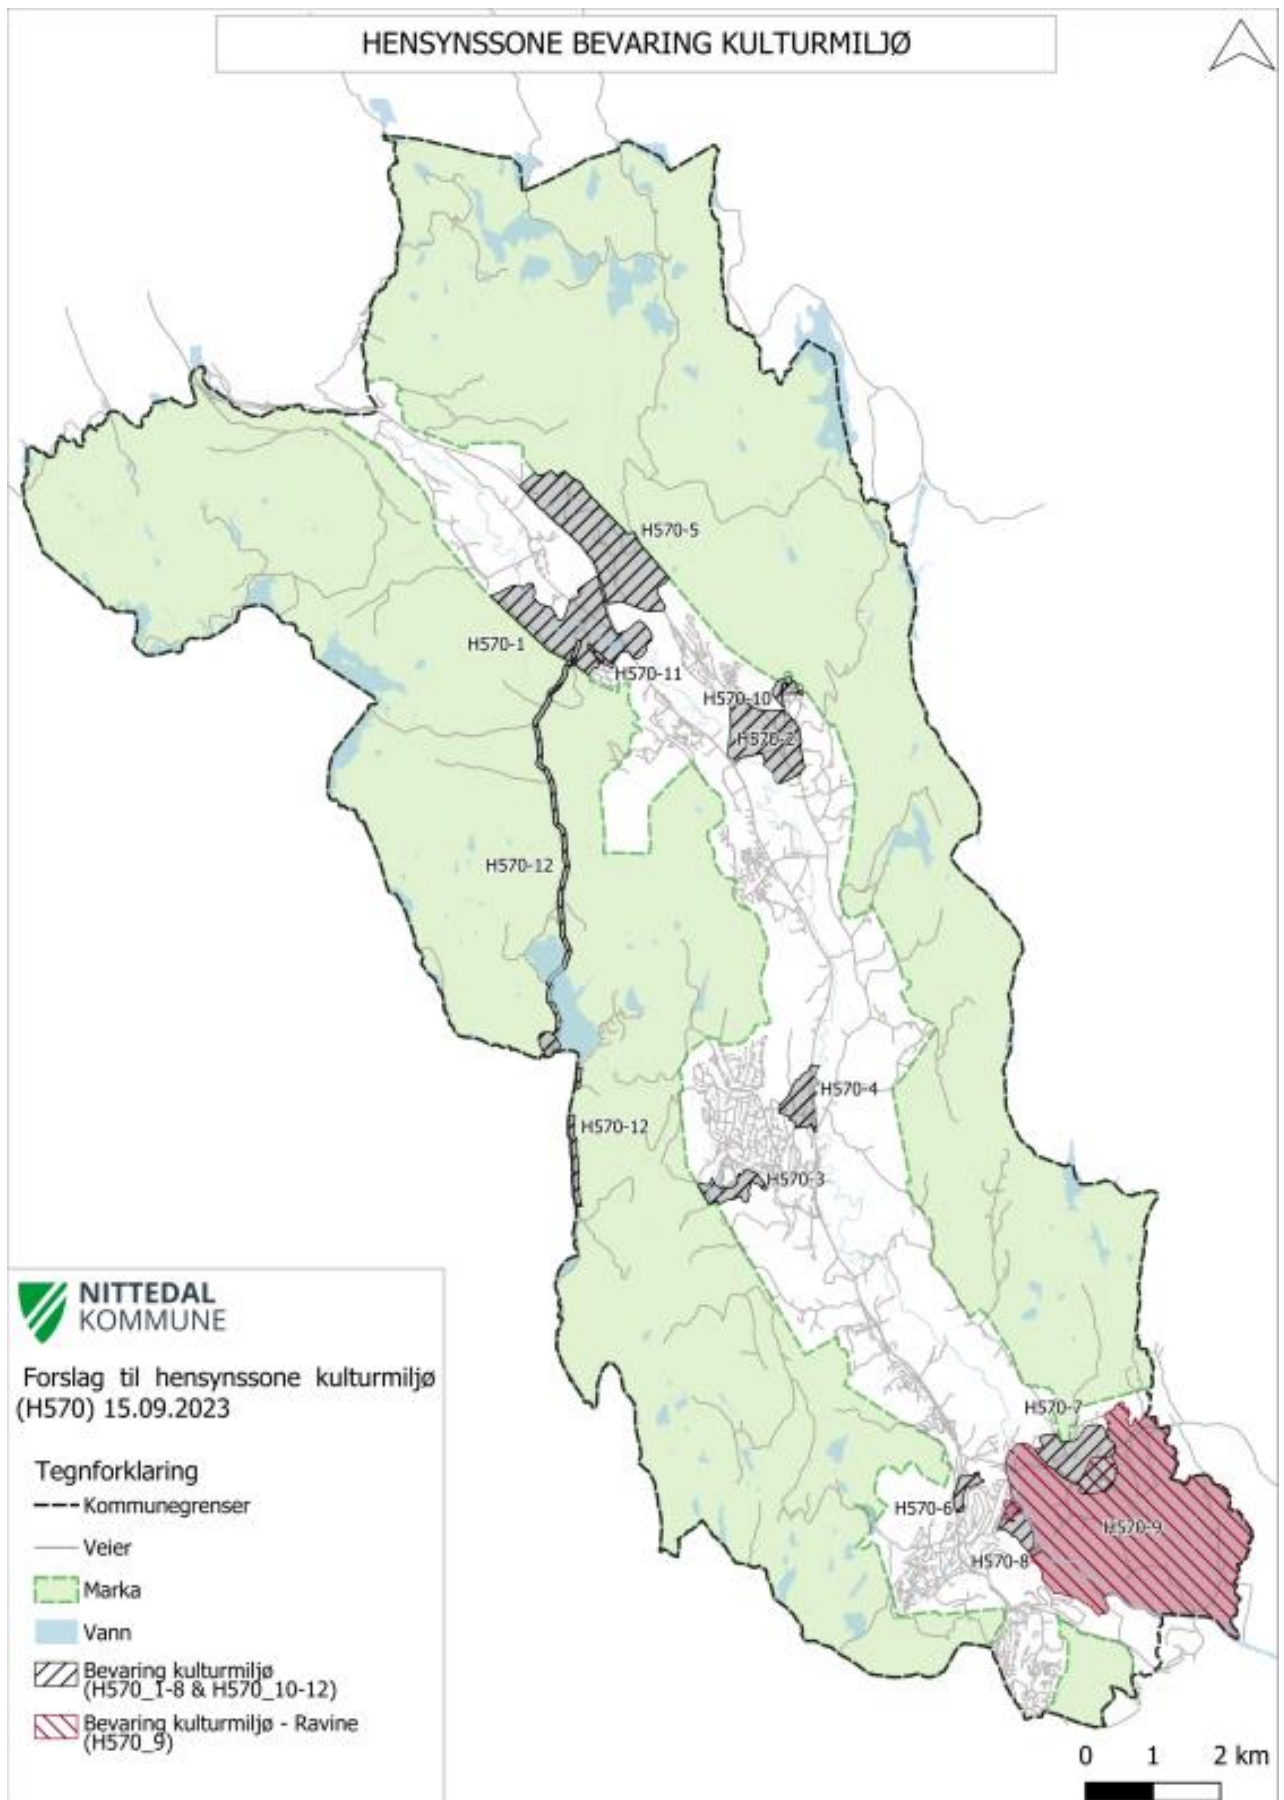 HENSYNSSONE BEVARING KULTURMILJØ
H570-5
H570-1
H570-11
H570-10
H570-2
H570-12
H570-4
H570-12
H570-3
H570-7
H570-6
H570-9
H570-8
NITTEDAL
KOMMUNE
Forslag til hensynssone kulturmiljø
(H570) 15.09.2023
Tegnforklaring
Kommunegrenser
Veier
Marka
Vann
Bevaring kulturmiljø
(H570_1-8 & H570_10-12)
Bevaring kulturmiljø - Ravine
(H570_9)
0 1 2 km